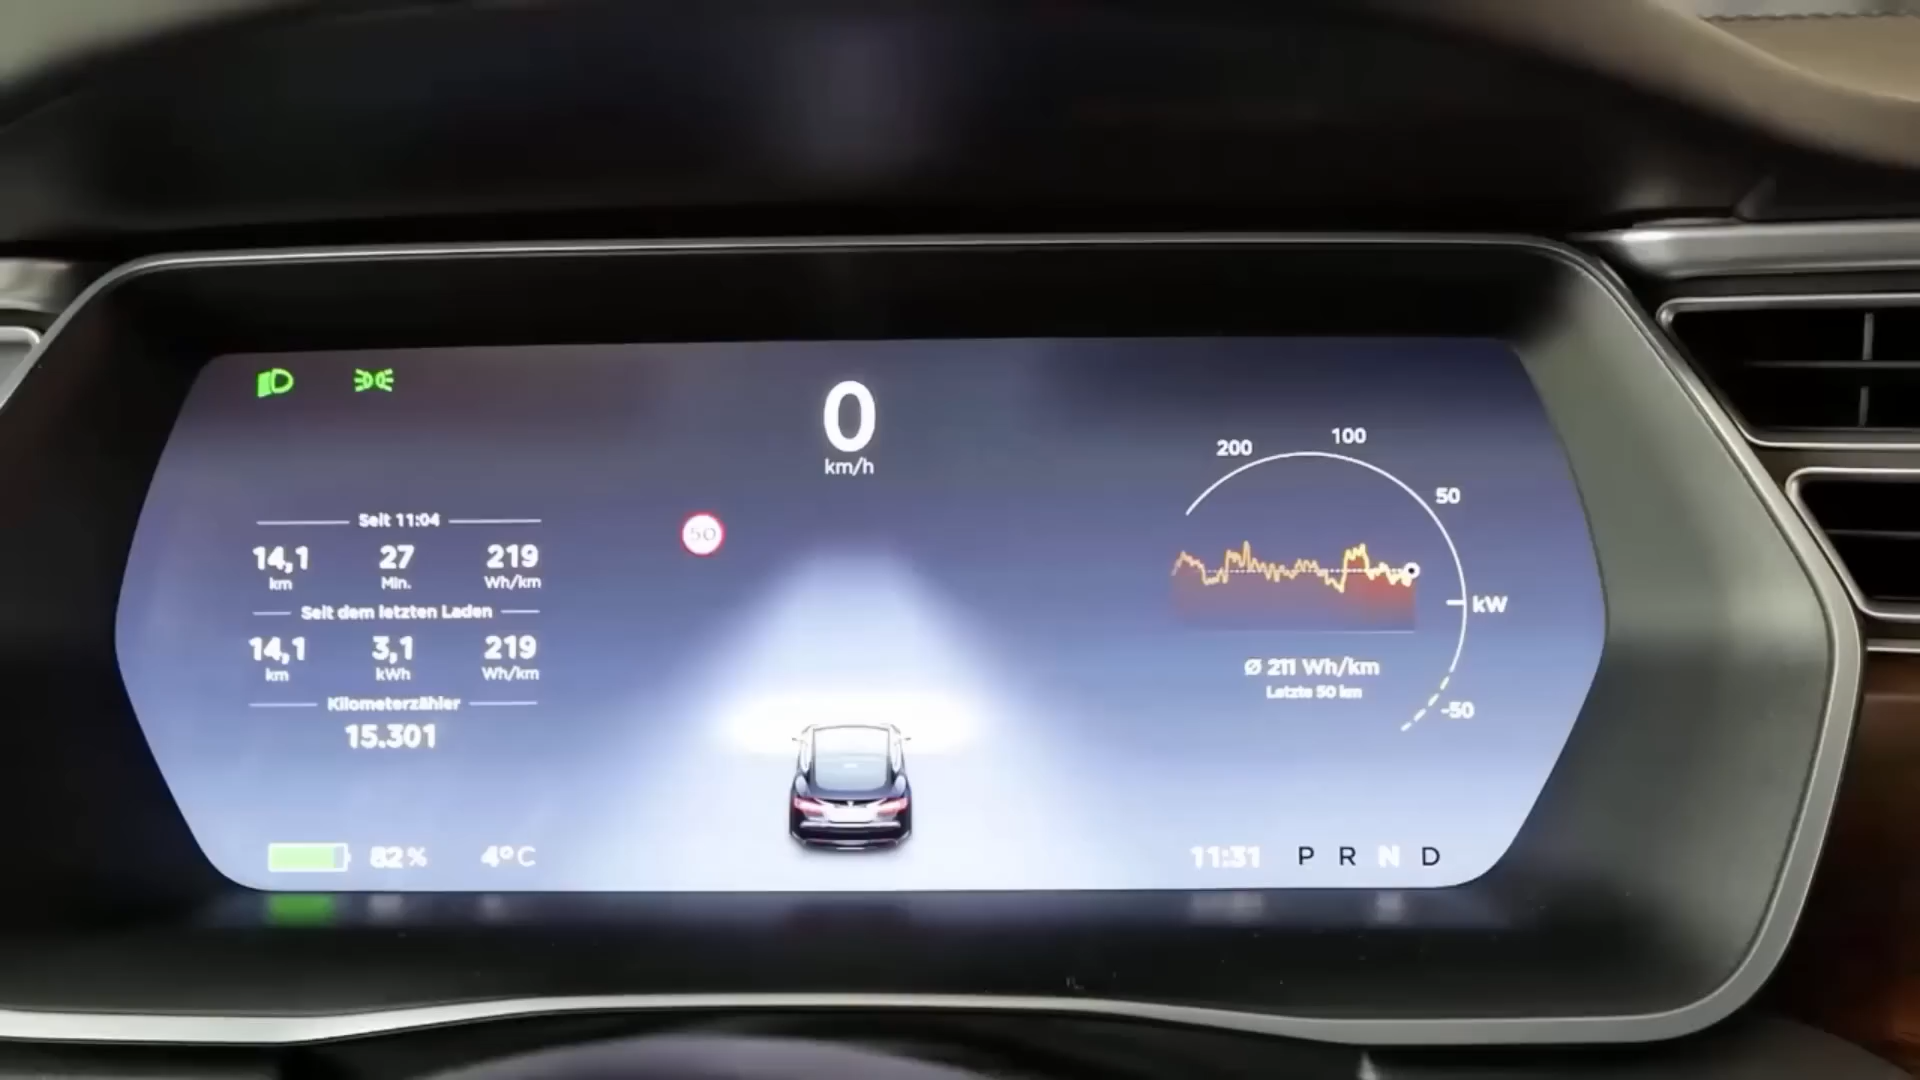 0
km/h
Seit 11:04
14,1 27 219
km Min. Wh/km
Seit dem letzten Laden
14,1 3,1 219
km kWh Wh/km
Kilometerzähler
15.301
50
200 100
50
kW
-50
Ø 211 Wh/km
Letzte 50 km
82 % 4°C
11:31 P R N D